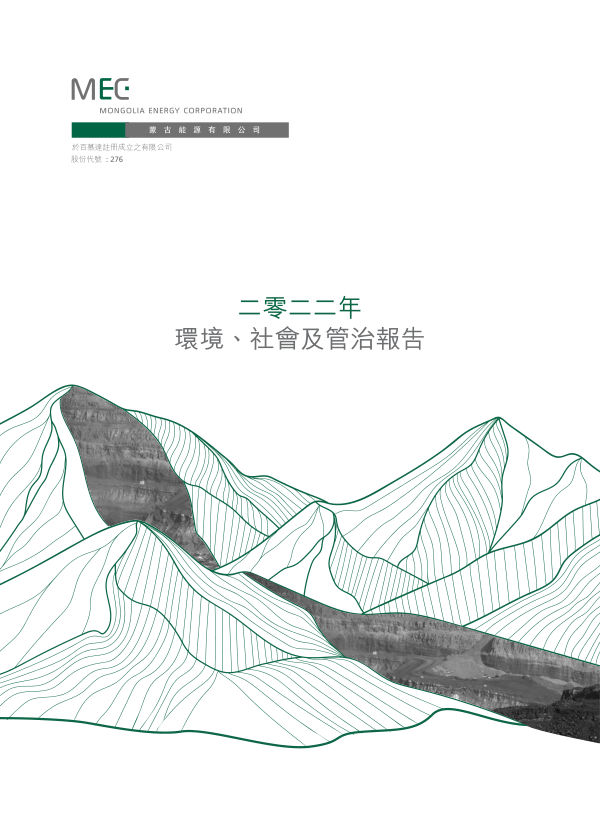 MEC
MONGOLIA ENERGY CORPORATION
蒙古能源有限公司
於百慕達註冊成立之有限公司
股份代號 : 276
二零二二年
環境、社會及管治報告